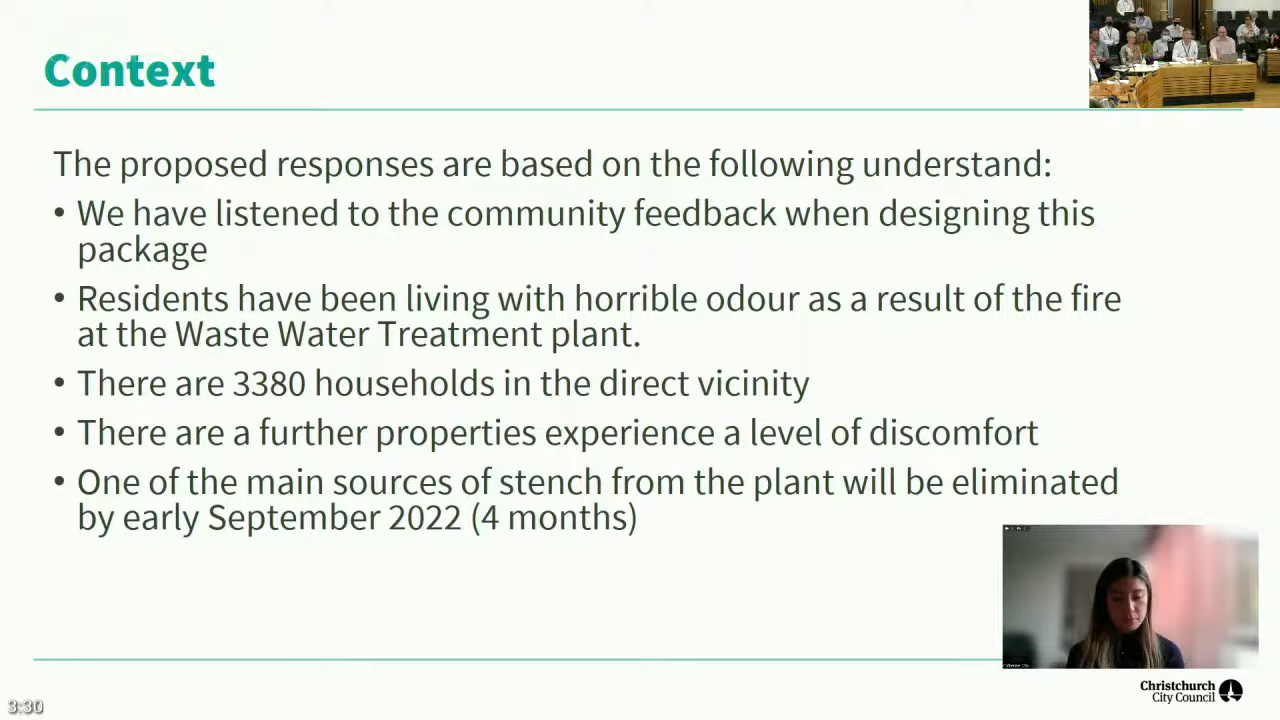 Context
The proposed responses are based on the following understand:
• We have listened to the community feedback when designing this
package
• Residents have been living with horrible odour as a result of the fire
at the Waste Water Treatment plant.
• There are 3380 households in the direct vicinity
• There are a further properties experience a level of discomfort
• One of the main sources of stench from the plant will be eliminated
by early September 2022 (4 months)
Christchurch
City Council
3:30